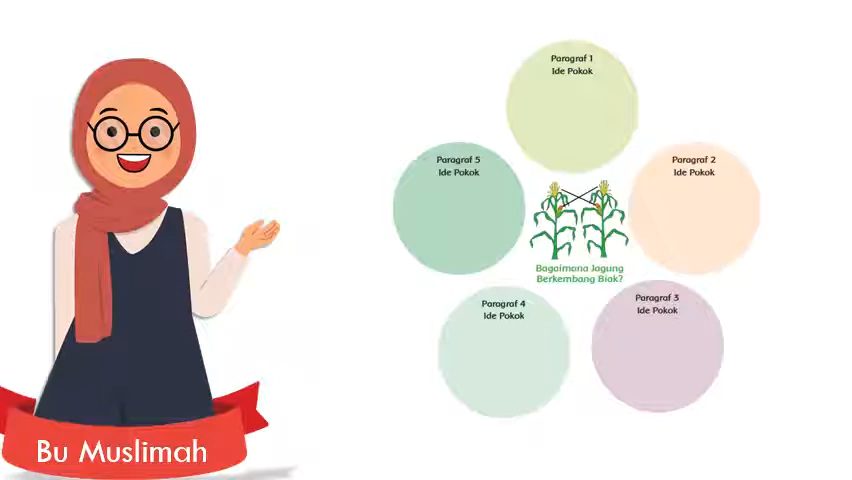 Paragraf 1
Ide Pokok
Paragraf 5
Ide Pokok
Paragraf 2
Ide Pokok
Bagaimana Jagung
Berkembang Biak?
Paragraf 4
Ide Pokok
Paragraf 3
Ide Pokok
Bu Muslimah